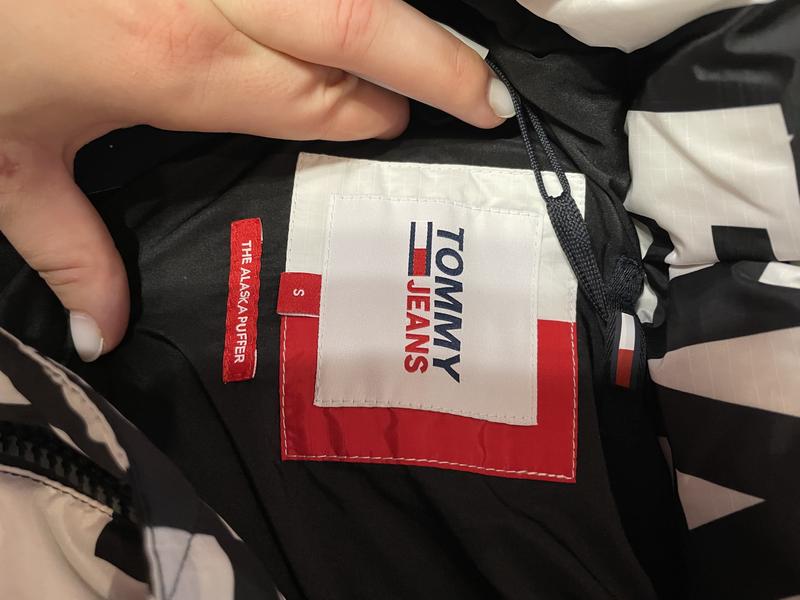 TOMMY
JEANS
S
THE ALASKA PUFFER